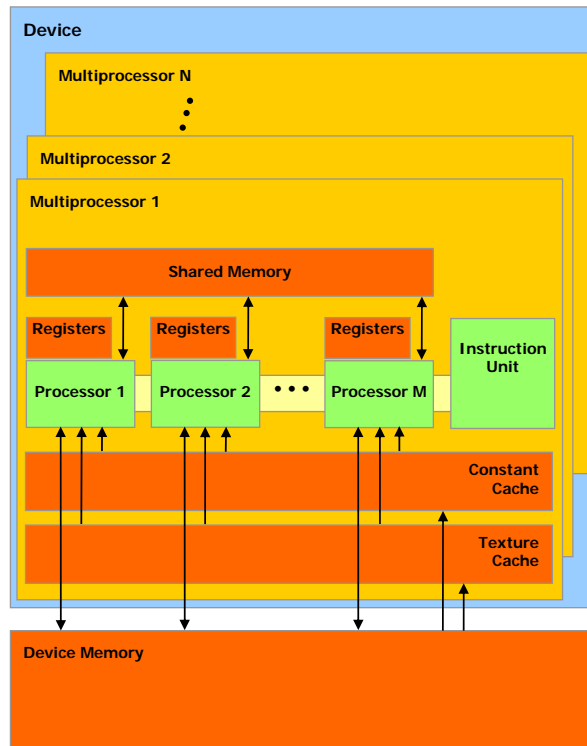 Device
Multiprocessor N
Multiprocessor 2
Multiprocessor 1
Shared Memory
Registers
Registers
Registers
Instruction
Unit
Processor 1
Processor 2
Processor M
Constant
Cache
Texture
Cache
Device Memory